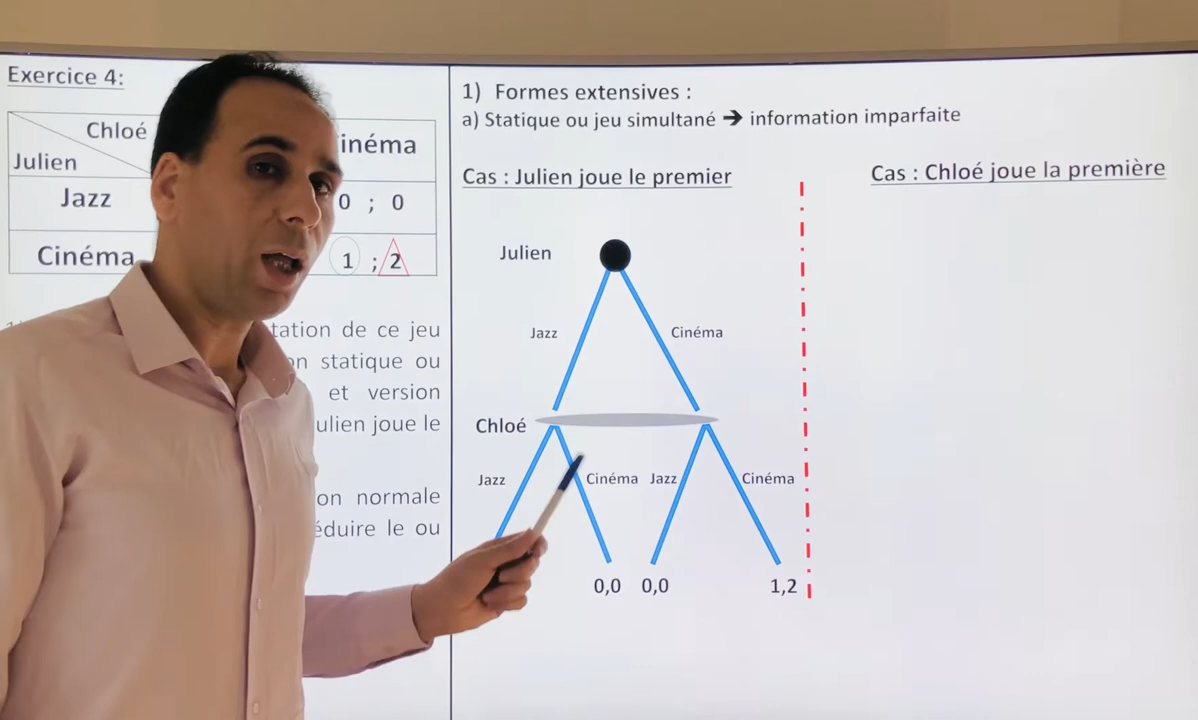 Exercice 4:
Chloé
Julien
inéma
Jazz
0 ; 0
Cinéma
1 ; 2
tation de ce jeu
on statique ou
et version
ulien joue le
on normale
éduire le ou
1) Formes extensives :
a) Statique ou jeu simultané ➔ information imparfaite
Cas : Julien joue le premier
Cas : Chloé joue la première
Julien
Jazz
Cinéma
Chloé
Jazz
Cinéma
Jazz
Cinéma
0,0
0,0
1,2